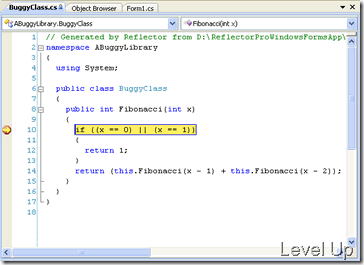 BuggyClass.cs Object Browser Form1.cs
ABuggyLibrary.BuggyClass Fibonacci(int x)
1 // Generated by Reflector from D:\ReflectorProWindowsFormsApp\
2 namespace ABuggyLibrary
3 {
4 using System;
5
6 public class BuggyClass
7 {
8 public int Fibonacci(int x)
9 {
10 if ((x == 0) || (x == 1))
11 {
12 return 1;
13 }
14 return (this.Fibonacci(x - 1) + this.Fibonacci(x - 2));
15 }
16 }
17 }
18
Level Up